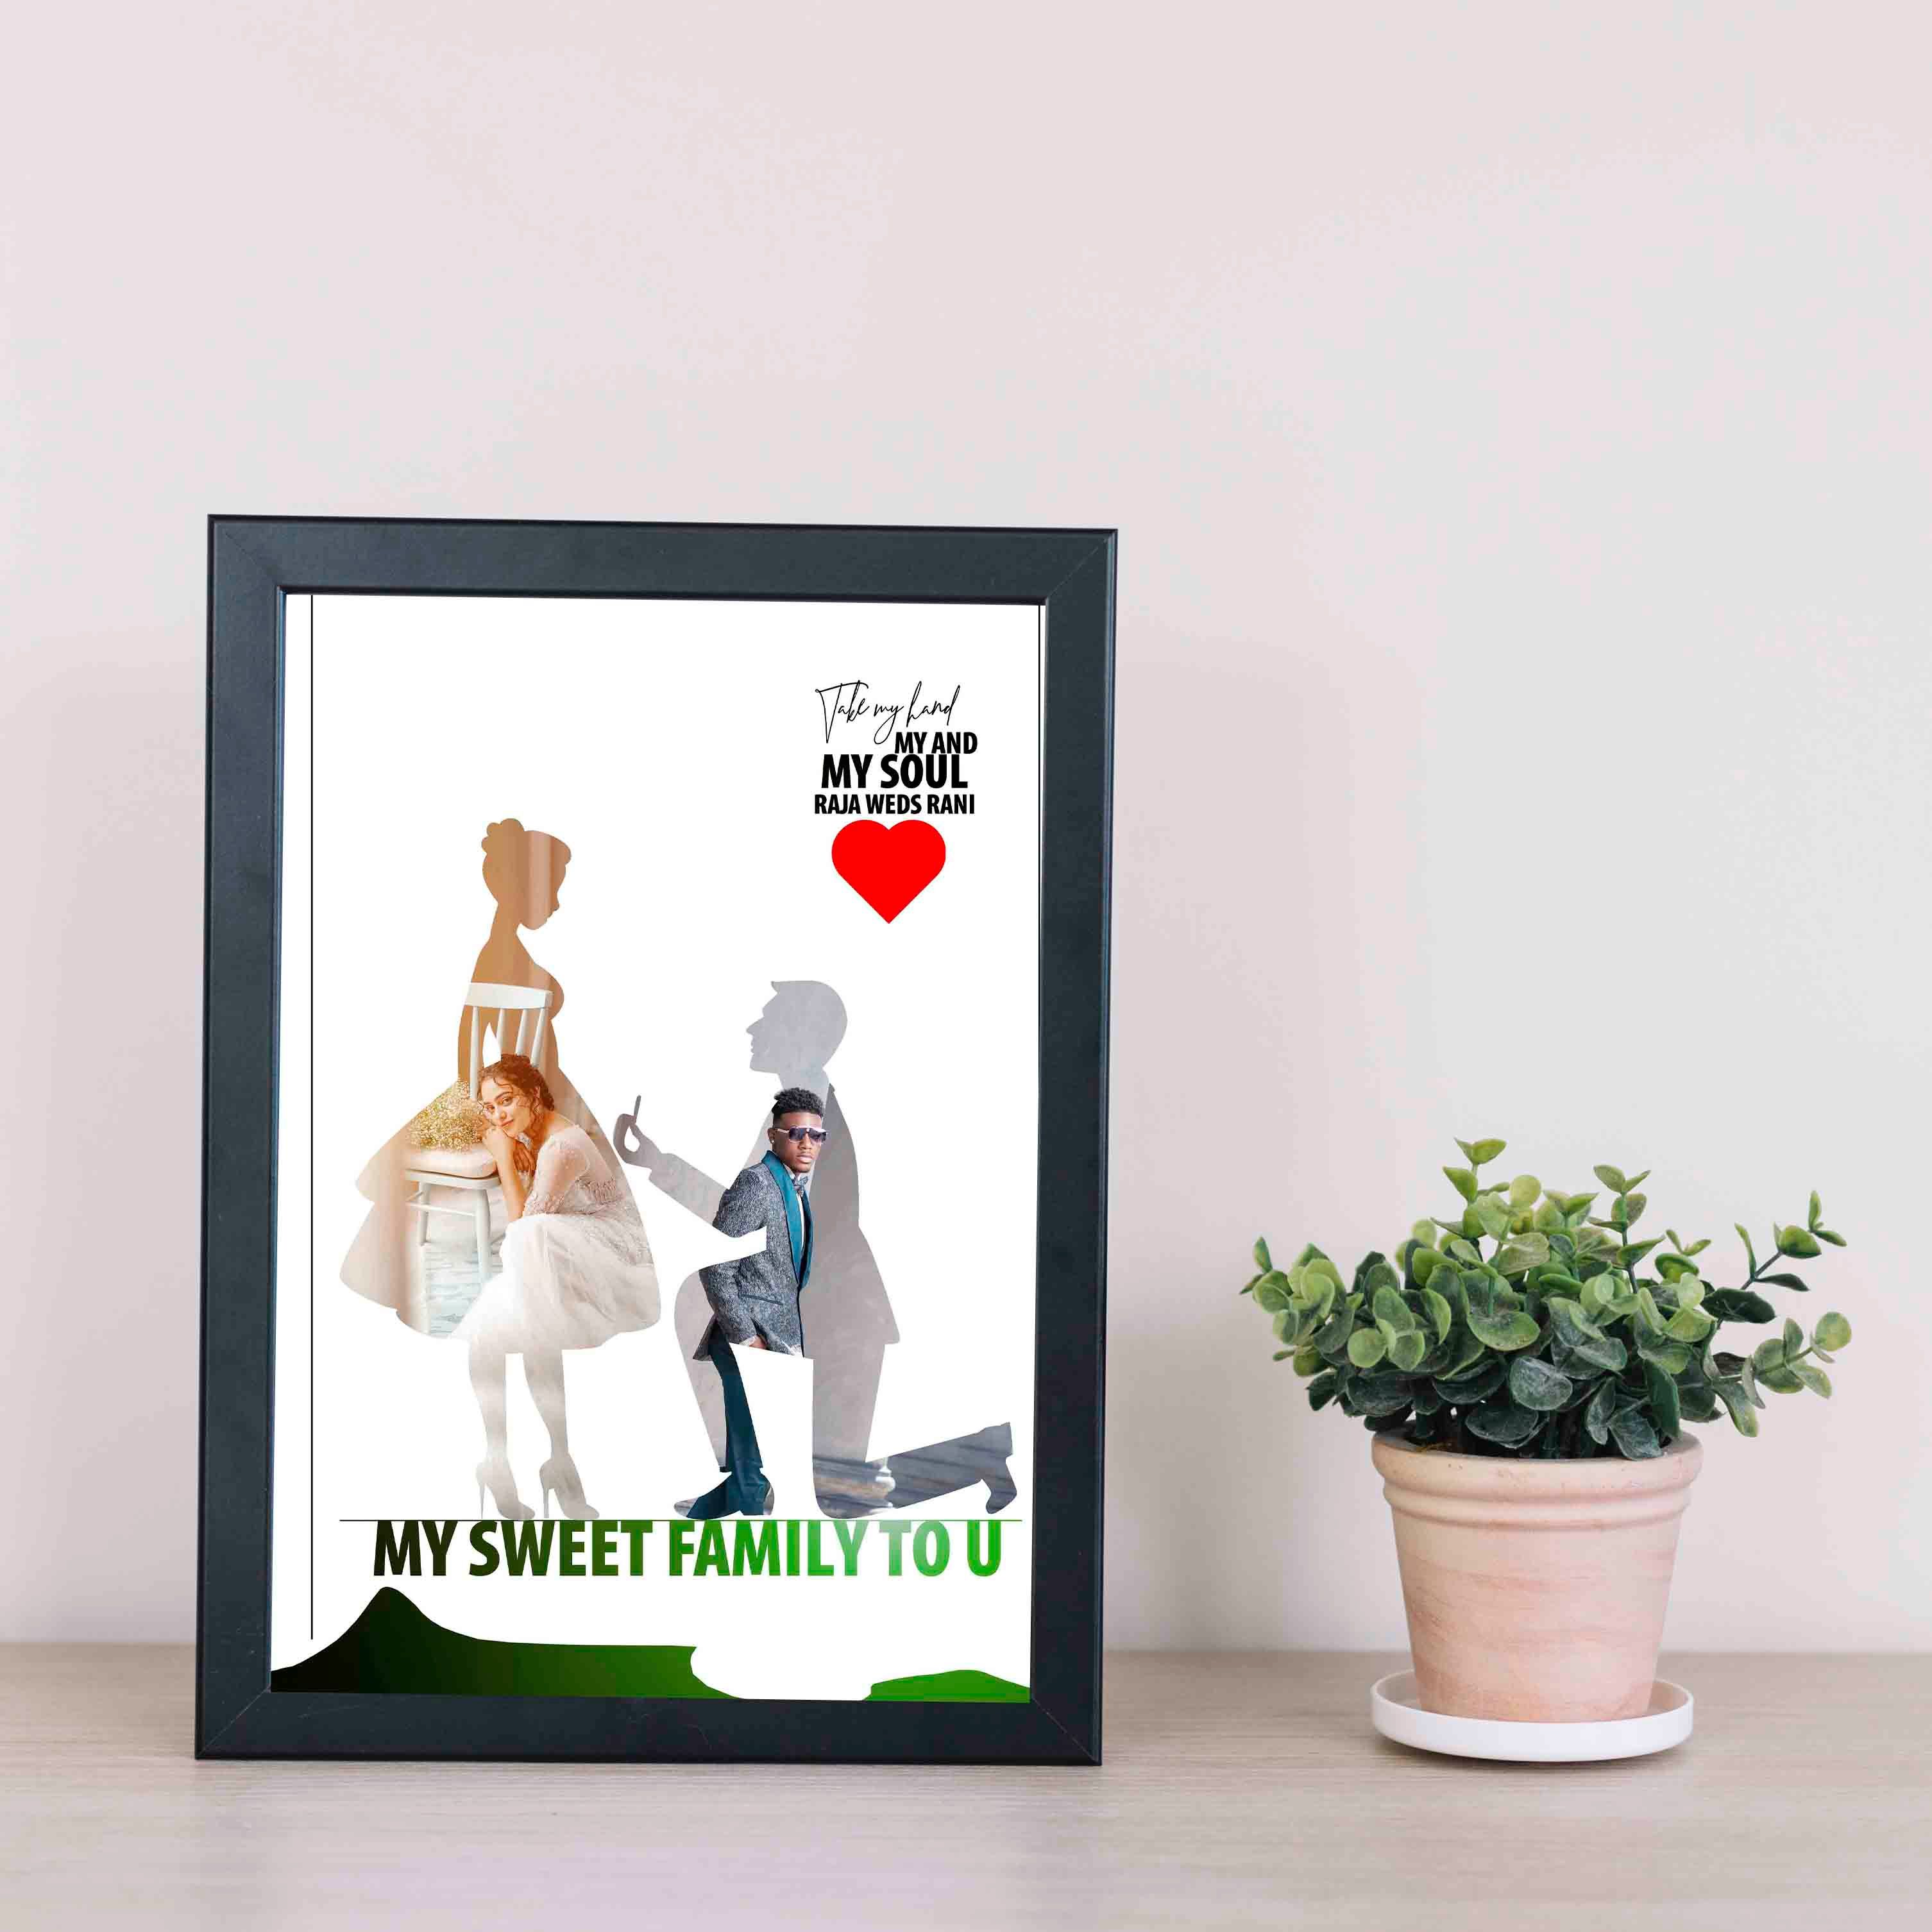 Take my hand
MY AND
MY SOUL
RAJA WEDS RANI
MY SWEET FAMILY TO U